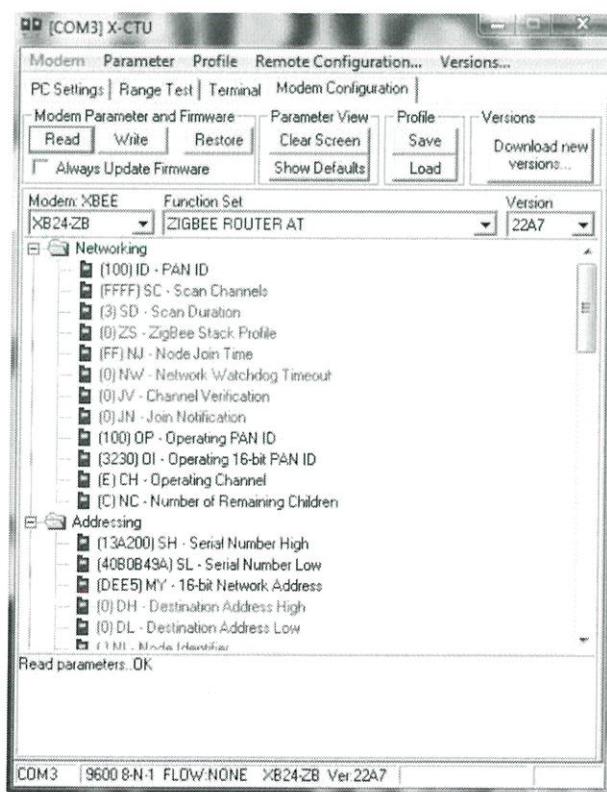 [COM3] X-CTU
Modem Parameter Profile Remote Configuration... Versions...
PC Settings Range Test Terminal Modem Configuration
Modem Parameter and Firmware Parameter View Profile Versions
Read Write Restore Clear Screen Save Download new versions...
Always Update Firmware Show Defaults Load
Modem: XBEE Function Set Version
XB24-ZB ZIGBEE ROUTER AT 22A7
Networking
(100) ID - PAN ID
(FFFF) SC - Scan Channels
(3) SD - Scan Duration
(0) ZS - ZigBee Stack Profile
(FF) NJ - Node Join Time
(0) NW - Network Watchdog Timeout
(0) JV - Channel Verification
(0) JN - Join Notification
(100) OP - Operating PAN ID
(3230) OI - Operating 16-bit PAN ID
(E) CH - Operating Channel
(C) NC - Number of Remaining Children
Addressing
(13A200) SH - Serial Number High
(40B0B49A) SL - Serial Number Low
(DEE5) MY - 16-bit Network Address
(0) DH - Destination Address High
(0) DL - Destination Address Low
( ) NI - Node Identifier
Read parameters..OK
COM3 9600 8-N-1 FLOW:NONE XB24-ZB Ver:22A7